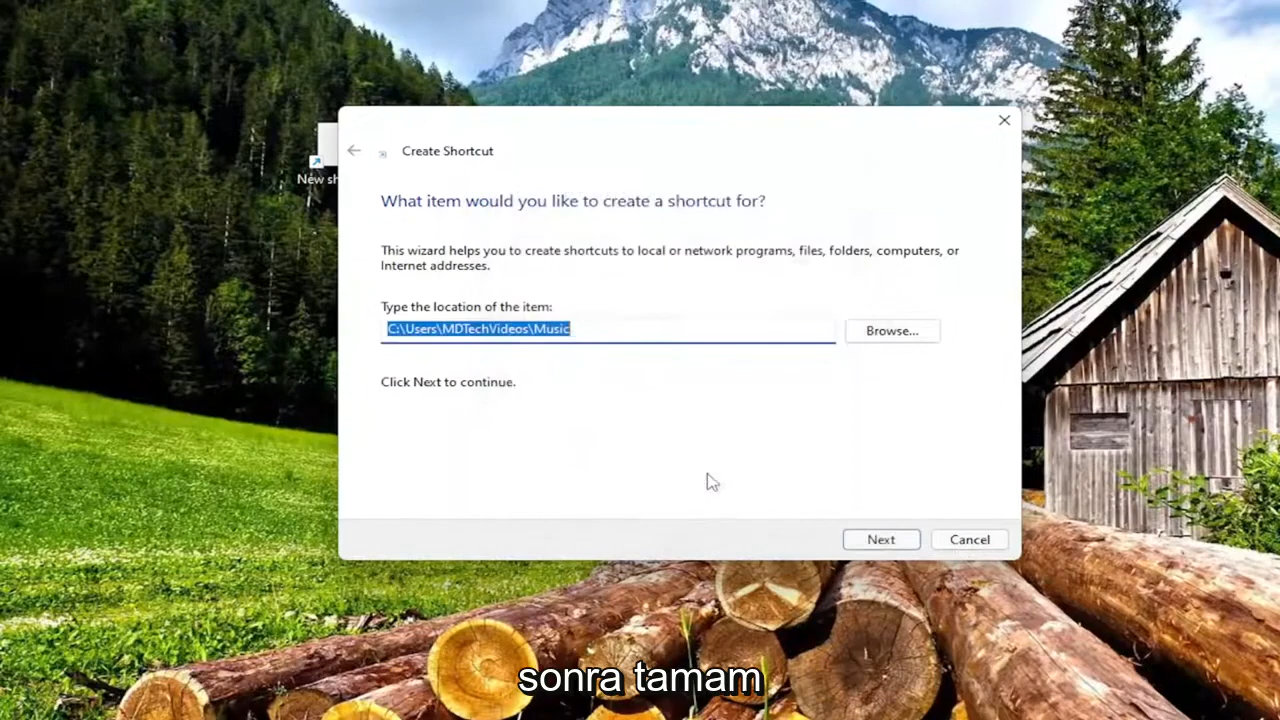 Create Shortcut
New sh
What item would you like to create a shortcut for?
This wizard helps you to create shortcuts to local or network programs, files, folders, computers, or
Internet addresses.
Type the location of the item:
C:\Users\MDTechVideos\Music
Browse...
Click Next to continue.
Next
Cancel
sonra tamam